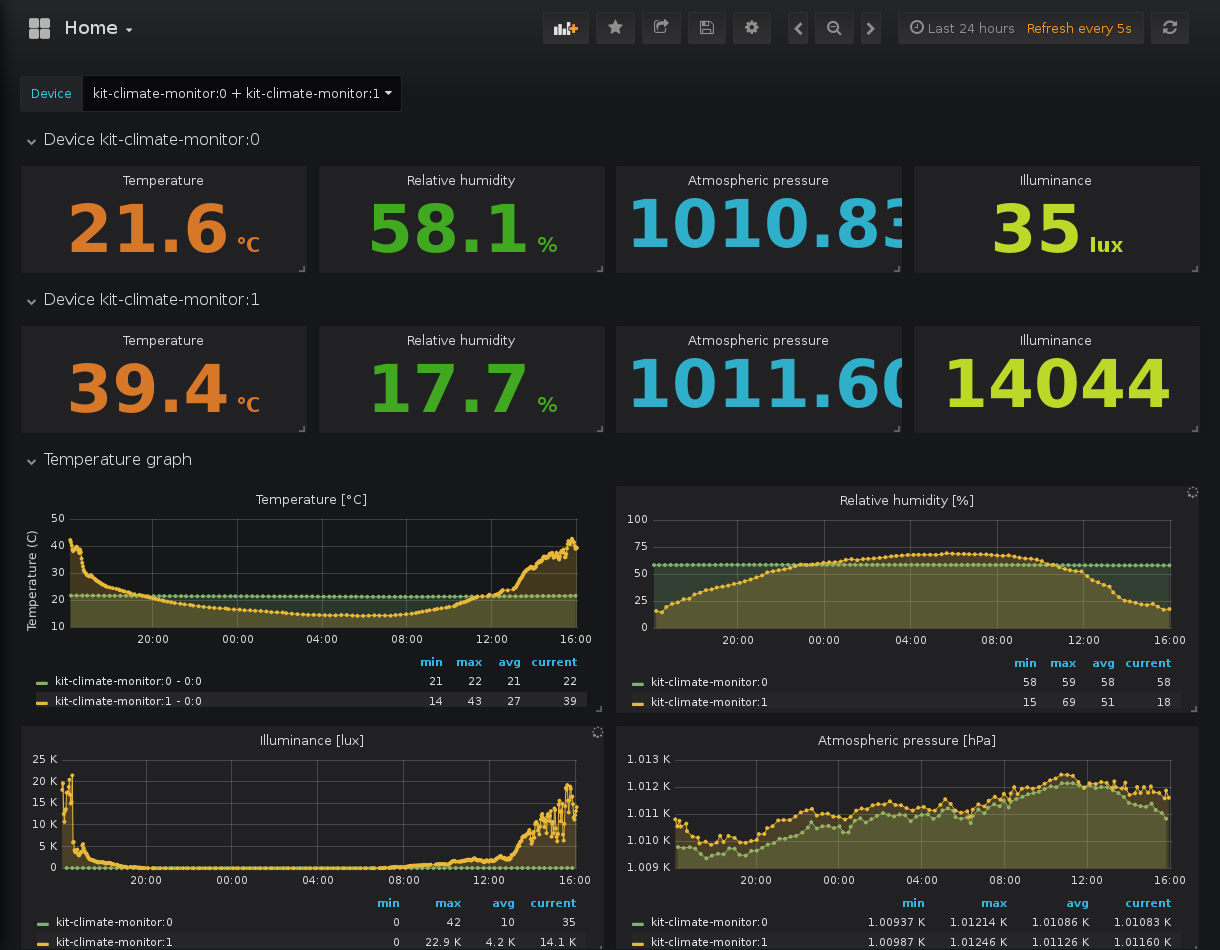 Home
Last 24 hours Refresh every 5s
Device kit-climate-monitor:0 + kit-climate-monitor:1
Device kit-climate-monitor:0
Temperature Relative humidity Atmospheric pressure Illuminance
21.6 °C 58.1 % 1010.83 35 lux
Device kit-climate-monitor:1
Temperature Relative humidity Atmospheric pressure Illuminance
39.4 °C 17.7 % 1011.60 14044
Temperature graph
Temperature [°C]
Temperature (C)
50
40
30
20
10
20:00 00:00 04:00 08:00 12:00 16:00
min max avg current
kit-climate-monitor:0 - 0:0 21 22 21 22
kit-climate-monitor:1 - 0:0 14 43 27 39
Relative humidity [%]
100
75
50
25
0
20:00 00:00 04:00 08:00 12:00 16:00
min max avg current
kit-climate-monitor:0 58 59 58 58
kit-climate-monitor:1 15 69 51 18
Illuminance [lux]
25 K
20 K
15 K
10 K
5 K
0
20:00 00:00 04:00 08:00 12:00 16:00
min max avg current
kit-climate-monitor:0 0 42 10 35
kit-climate-monitor:1 0 22.9 K 4.2 K 14.1 K
Atmospheric pressure [hPa]
1.013 K
1.012 K
1.011 K
1.010 K
1.009 K
20:00 00:00 04:00 08:00 12:00 16:00
min max avg current
kit-climate-monitor:0 1.00937 K 1.01214 K 1.01086 K 1.01083 K
kit-climate-monitor:1 1.00987 K 1.01246 K 1.01126 K 1.01160 K